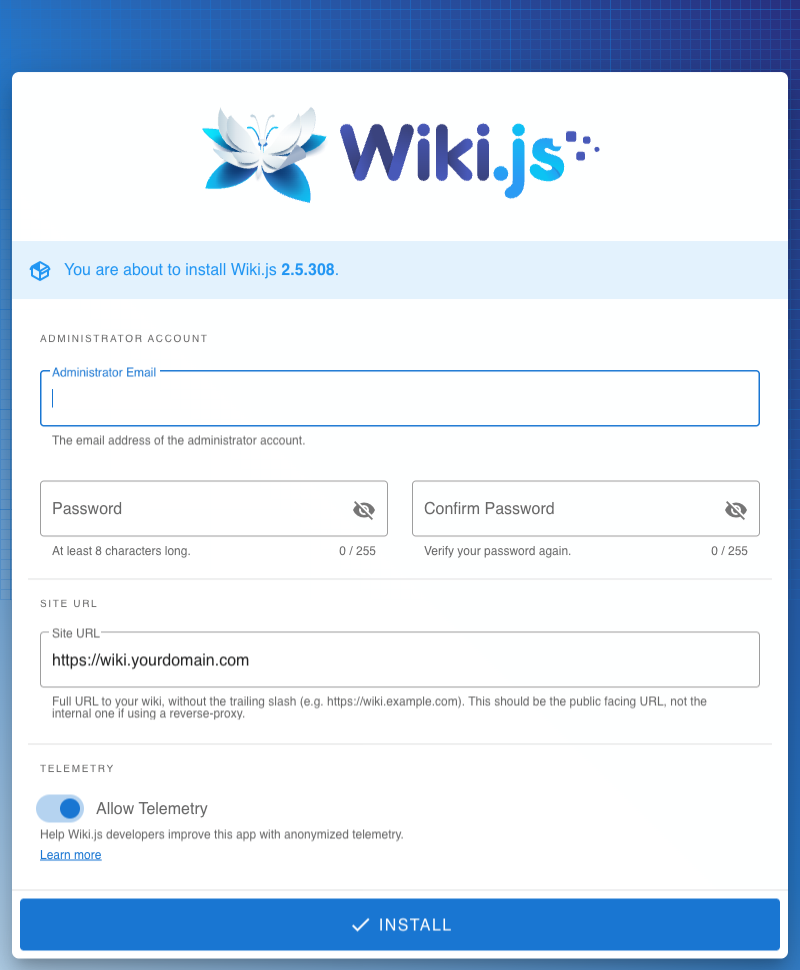 Wiki.js
You are about to install Wiki.js 2.5.308.
ADMINISTRATOR ACCOUNT
Administrator Email
The email address of the administrator account.
Password
Confirm Password
At least 8 characters long.
0 / 255
Verify your password again.
0 / 255
SITE URL
Site URL
https://wiki.yourdomain.com
Full URL to your wiki, without the trailing slash (e.g. https://wiki.example.com). This should be the public facing URL, not the
internal one if using a reverse-proxy.
TELEMETRY
Allow Telemetry
Help Wiki.js developers improve this app with anonymized telemetry.
Learn more
INSTALL